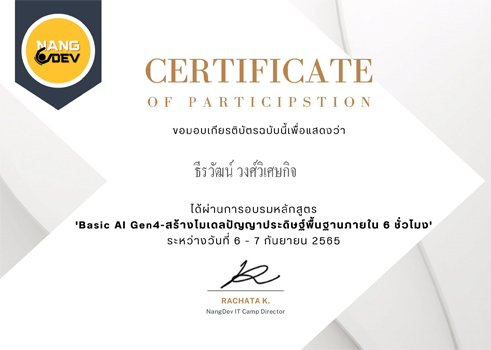 NANG
DEV
CERTIFICATE
OF PARTICIPSTION
ขอมอบเกียรติบัตรฉบับนี้เพื่อแสดงว่า
ธีรวัฒน์ วงศ์วิเศษกิจ
ได้ผ่านการอบรมหลักสูตร
'Basic AI Gen4-สร้างโมเดลปัญญาประดิษฐ์พื้นฐานภายใน 6 ชั่วโมง'
ระหว่างวันที่ 6 - 7 กันยายน 2565
RACHATA K.
NangDev IT Camp Director